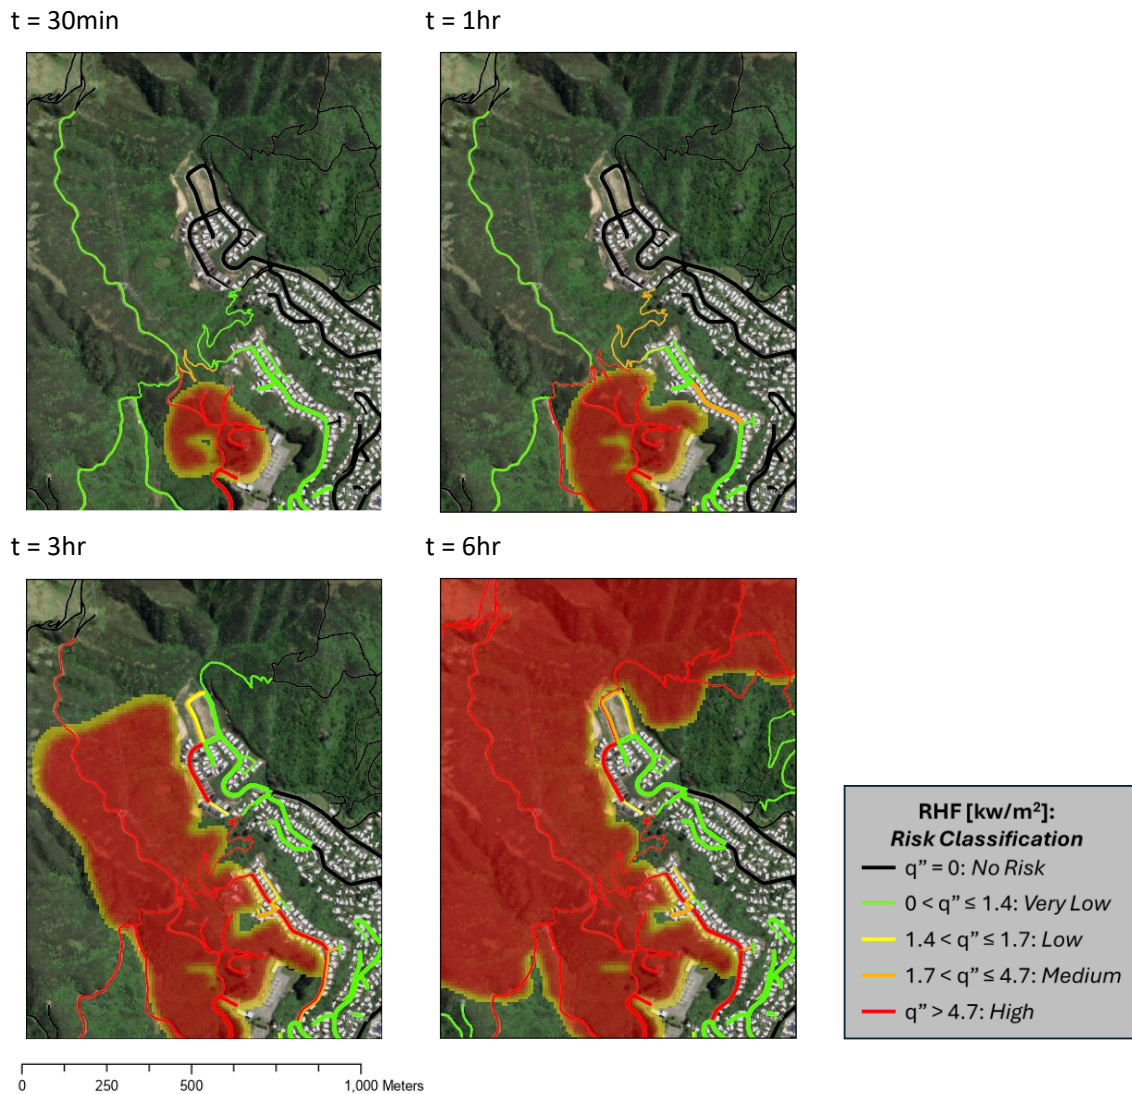 t = 30min
t = 1hr
t = 3hr
t = 6hr
RHF [kw/m²]:
Risk Classification
q” = 0: No Risk
0 < q” ≤ 1.4: Very Low
1.4 < q” ≤ 1.7: Low
1.7 < q” ≤ 4.7: Medium
q” > 4.7: High
0 250 500 1,000 Meters